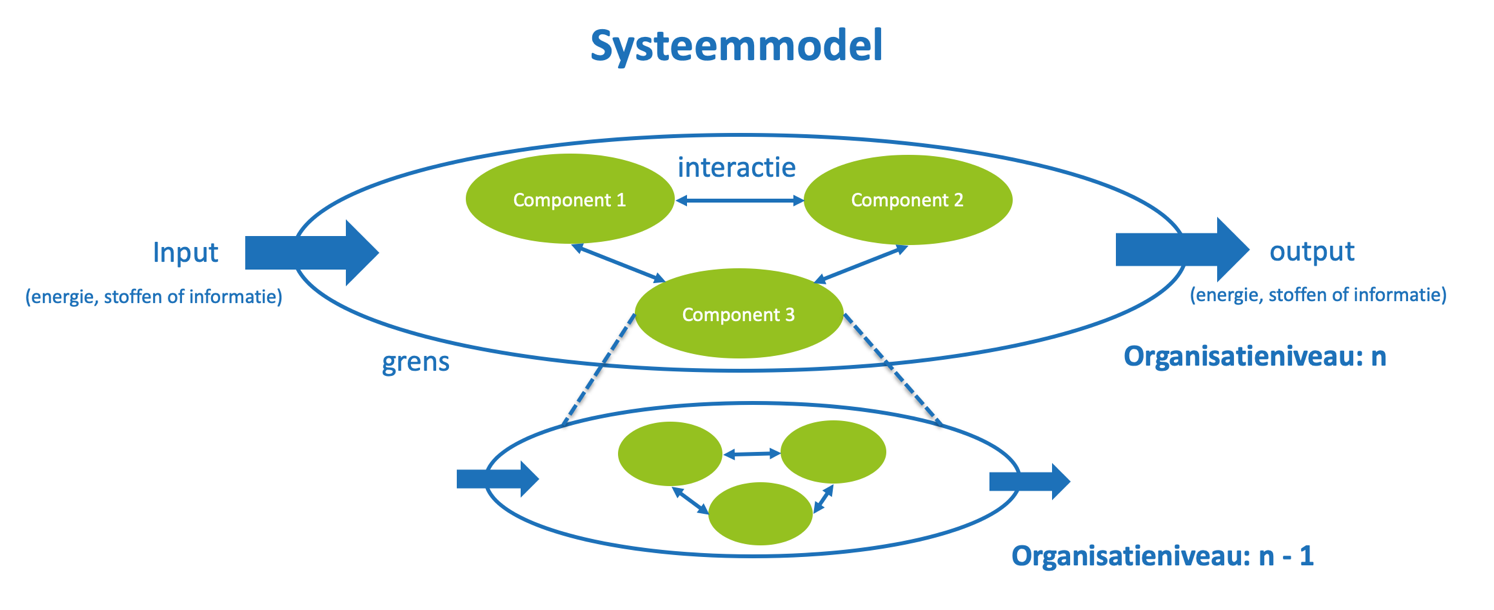 Systeemmodel
interactie
Component 1
Component 2
Input
output
(energie, stoffen of informatie)
(energie, stoffen of informatie)
Component 3
grens
Organisatieniveau: n
Organisatieniveau: n - 1